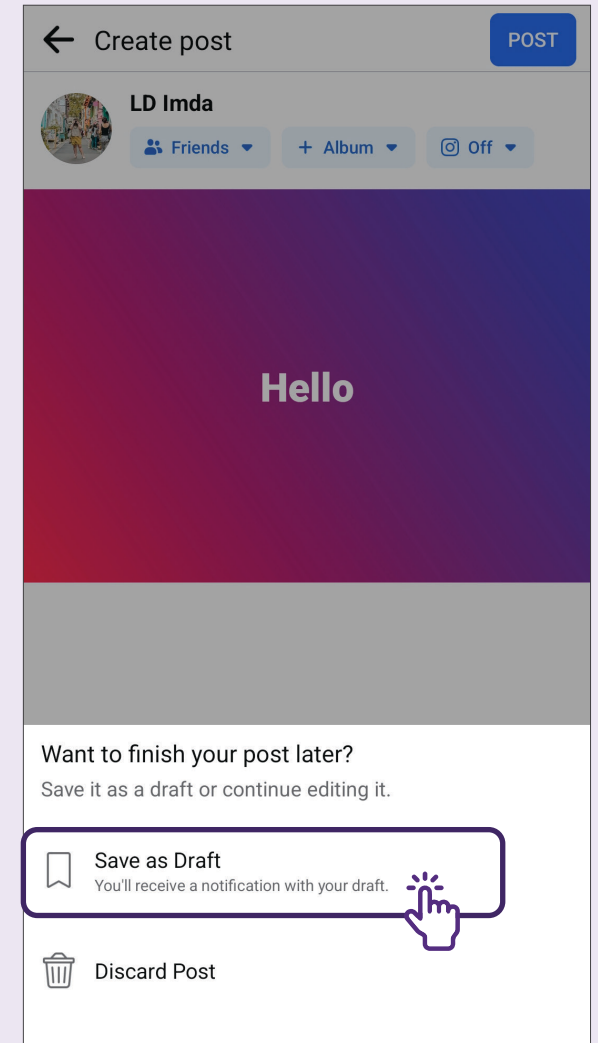 Create post
POST
LD Imda
Friends
+ Album
Off
Hello
Want to finish your post later?
Save it as a draft or continue editing it.
Save as Draft
You'll receive a notification with your draft.
Discard Post